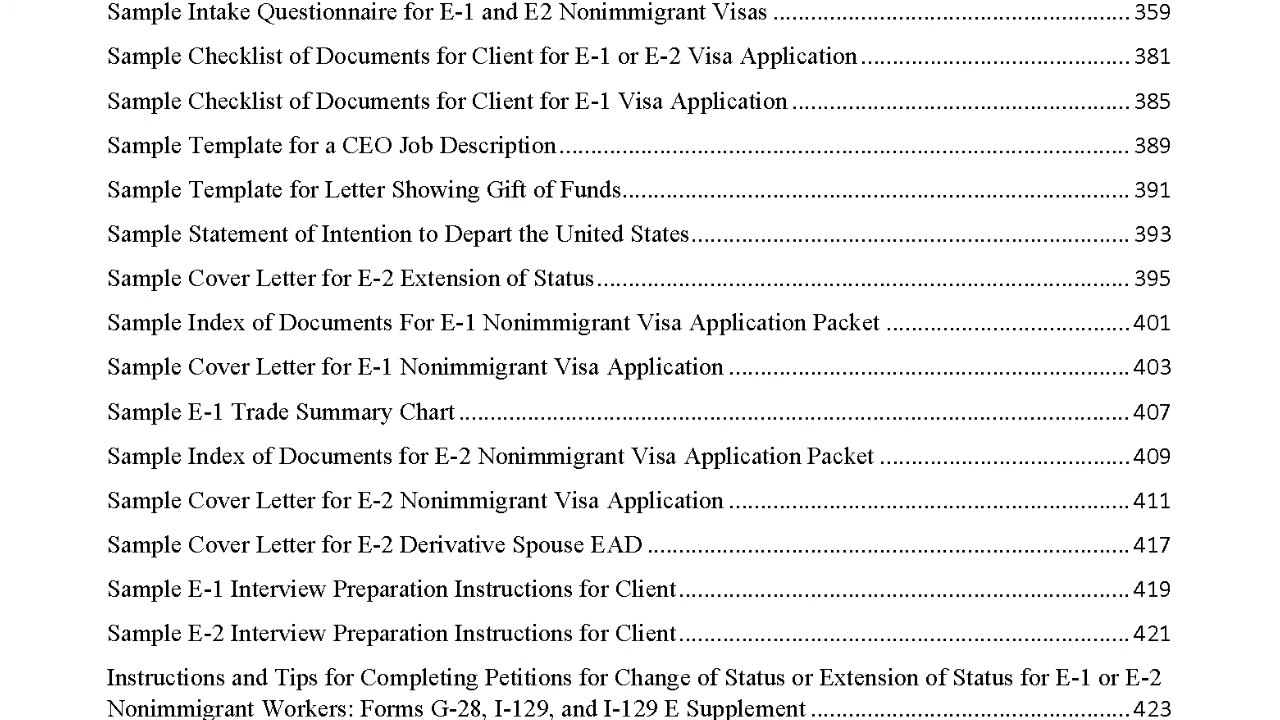 Sample Intake Questionnaire for E-1 and E2 Nonimmigrant Visas ........................................................ 359
Sample Checklist of Documents for Client for E-1 or E-2 Visa Application ........................................... 381
Sample Checklist of Documents for Client for E-1 Visa Application ..................................................... 385
Sample Template for a CEO Job Description ........................................................................................ 389
Sample Template for Letter Showing Gift of Funds .............................................................................. 391
Sample Statement of Intention to Depart the United States .................................................................. 393
Sample Cover Letter for E-2 Extension of Status .................................................................................. 395
Sample Index of Documents For E-1 Nonimmigrant Visa Application Packet ...................................... 401
Sample Cover Letter for E-1 Nonimmigrant Visa Application .............................................................. 403
Sample E-1 Trade Summary Chart ........................................................................................................ 407
Sample Index of Documents for E-2 Nonimmigrant Visa Application Packet ....................................... 409
Sample Cover Letter for E-2 Nonimmigrant Visa Application .............................................................. 411
Sample Cover Letter for E-2 Derivative Spouse EAD ........................................................................... 417
Sample E-1 Interview Preparation Instructions for Client ..................................................................... 419
Sample E-2 Interview Preparation Instructions for Client ..................................................................... 421
Instructions and Tips for Completing Petitions for Change of Status or Extension of Status for E-1 or E-2
Nonimmigrant Workers: Forms G-28, I-129, and I-129 E Supplement .................................................. 423